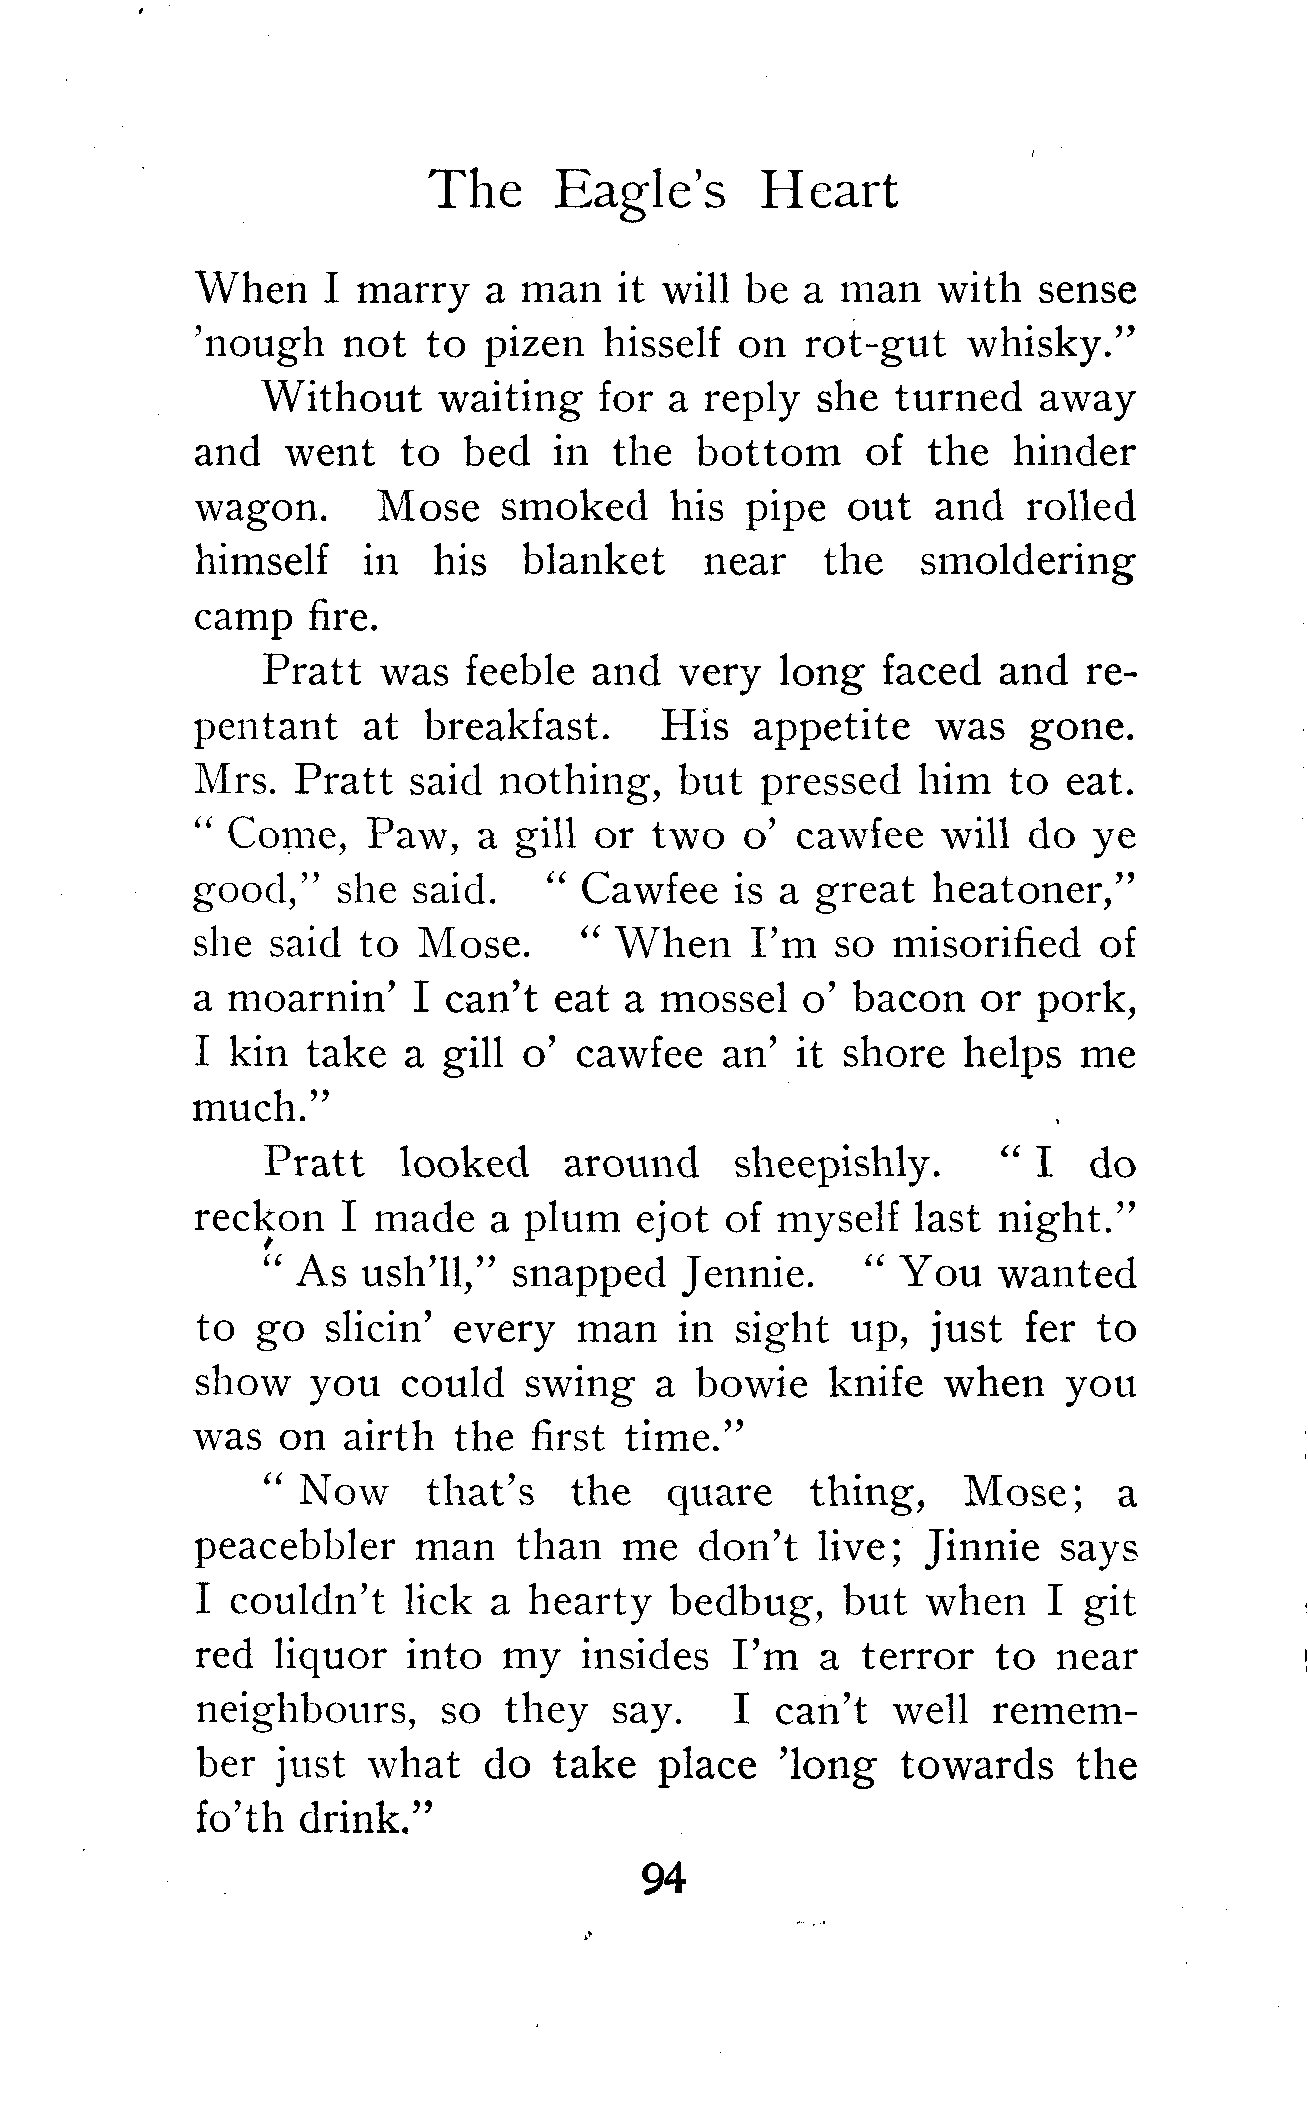 The Eagle's Heart
When I marry a man it will be a man with sense
'nough not to pizen hisself on rot-gut whisky."
Without waiting for a reply she turned away
and went to bed in the bottom of the hinder
wagon. Mose smoked his pipe out and rolled
himself in his blanket near the smoldering
camp fire.
Pratt was feeble and very long faced and re-
pentant at breakfast. His appetite was gone.
Mrs. Pratt said nothing, but pressed him to eat.
" Come, Paw, a gill or two o' cawfee will do ye
good," she said. " Cawfee is a great heatoner,"
she said to Mose. " When I'm so misorified of
a moarnin' I can't eat a mossel o' bacon or pork,
I kin take a gill o' cawfee an' it shore helps me
much."
Pratt looked around sheepishly. " I do
reckon I made a plum ejot of myself last night."
" As ush'll," snapped Jennie. " You wanted
to go slicin' every man in sight up, just fer to
show you could swing a bowie knife when you
was on airth the first time."
" Now that's the quare thing, Mose; a
peacebbler man than me don't live; Jinnie says
I couldn't lick a hearty bedbug, but when I git
red liquor into my insides I'm a terror to near
neighbours, so they say. I can't well remem-
ber just what do take place 'long towards the
fo'th drink."
94